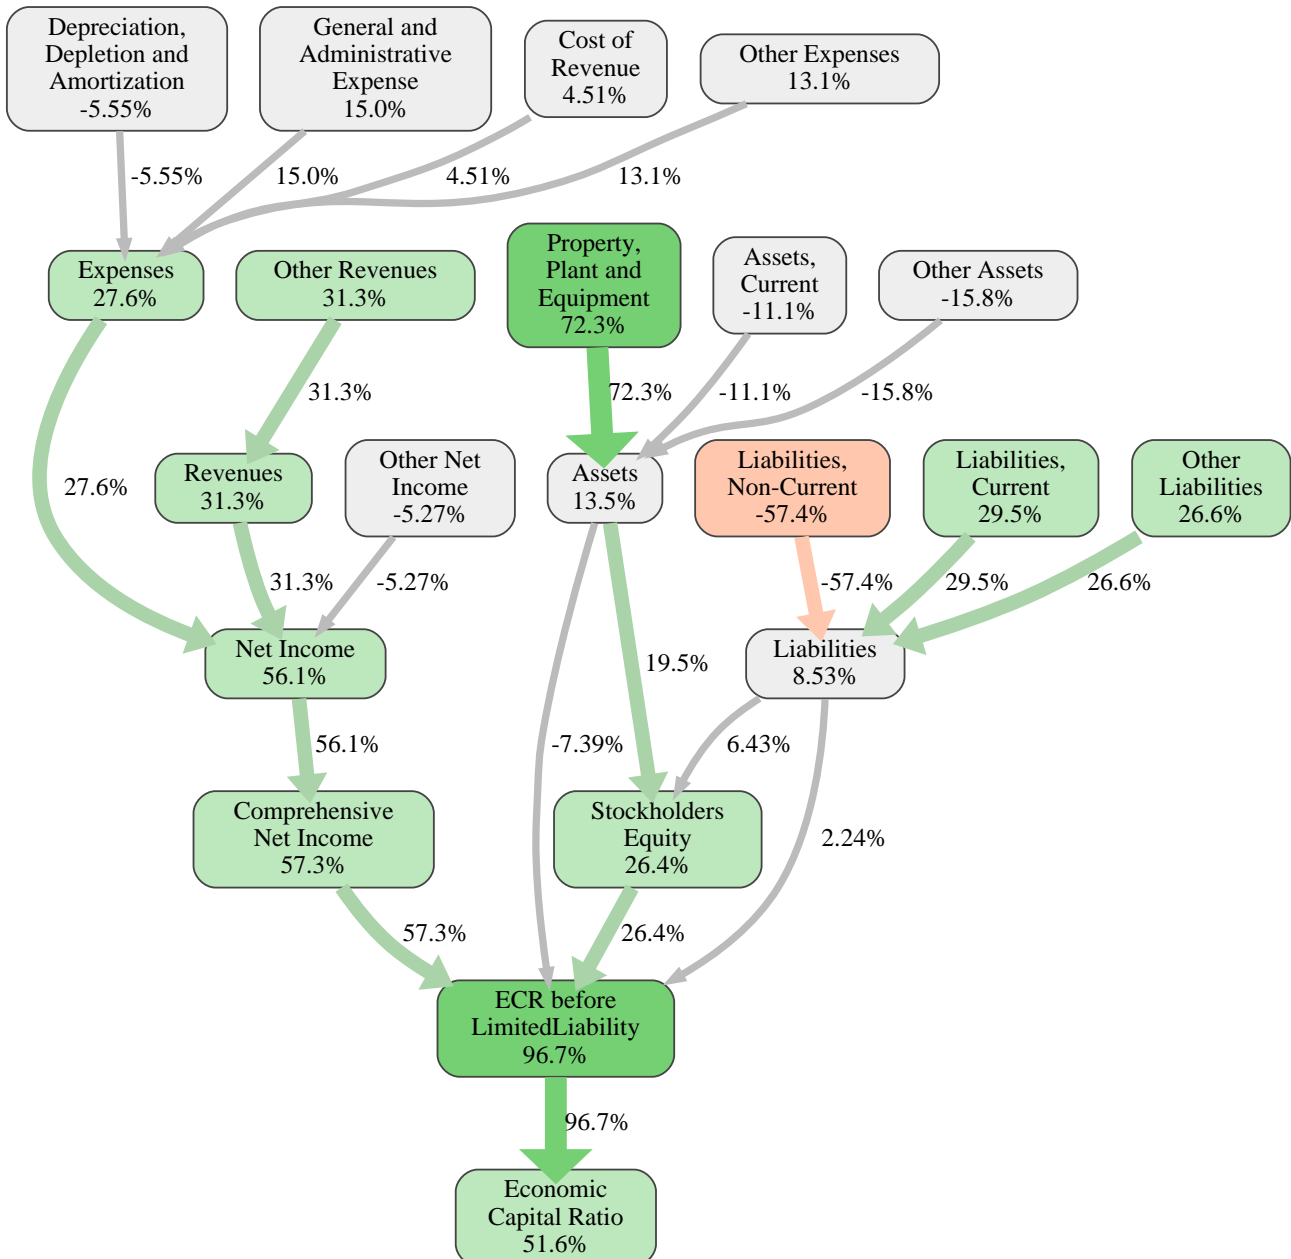 Depreciation,
Depletion and
Amortization
-5.55%
General and
Administrative
Expense
15.0%
Cost of
Revenue
4.51%
Other Expenses
13.1%
-5.55%
15.0%
4.51%
13.1%
Expenses
27.6%
Other Revenues
31.3%
Property,
Plant and
Equipment
72.3%
Assets,
Current
-11.1%
Other Assets
-15.8%
31.3%
72.3%
-11.1%
-15.8%
27.6%
Revenues
31.3%
Other Net
Income
-5.27%
Assets
13.5%
Liabilities,
Non-Current
-57.4%
Liabilities,
Current
29.5%
Other
Liabilities
26.6%
31.3%
-5.27%
-57.4%
29.5%
26.6%
Net Income
56.1%
19.5%
Liabilities
8.53%
56.1%
-7.39%
6.43%
Comprehensive
Net Income
57.3%
Stockholders
Equity
26.4%
2.24%
57.3%
26.4%
ECR before
LimitedLiability
96.7%
96.7%
Economic
Capital Ratio
51.6%